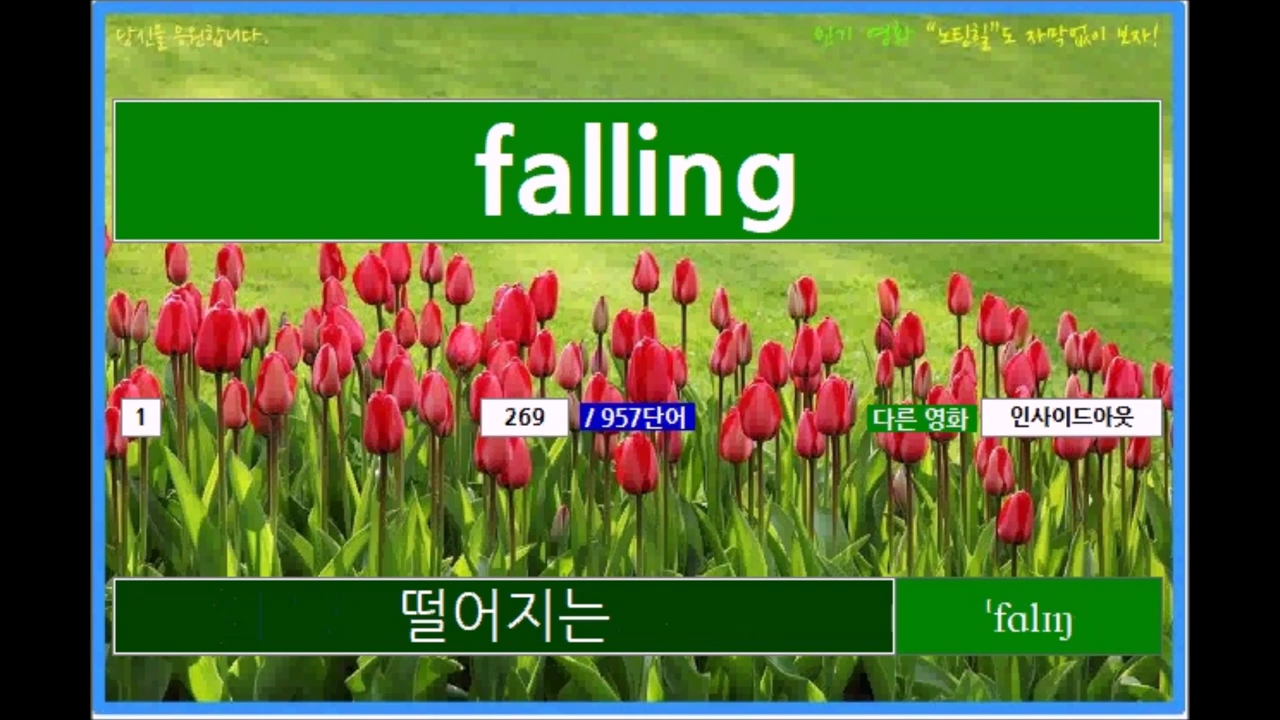 당신을 응원합니다.
인기 영화 “노팅힐”도 자막없이 보자!
falling
1
269 / 957단어
다른 영화 인사이드아웃
떨어지는
ˈfɑlɪŋ